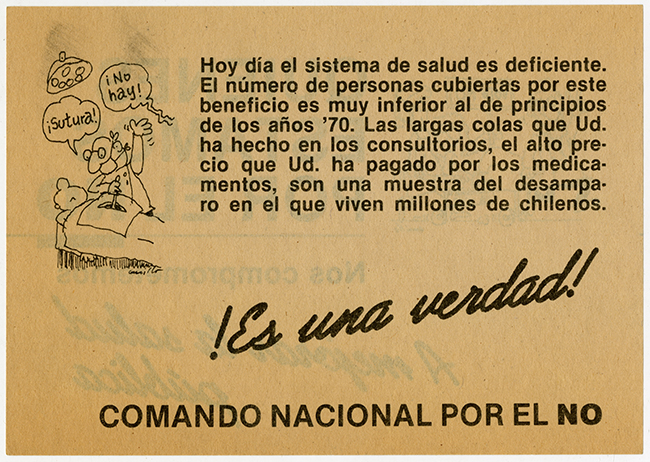 ¡No
hay!
¡Sutura!
Hoy día el sistema de salud es deficiente.
El número de personas cubiertas por este
beneficio es muy inferior al de principios
de los años '70. Las largas colas que Ud.
ha hecho en los consultorios, el alto pre-
cio que Ud. ha pagado por los medica-
mentos, son una muestra del desampa-
ro en el que viven millones de chilenos.
!Es una verdad!
COMANDO NACIONAL POR EL NO